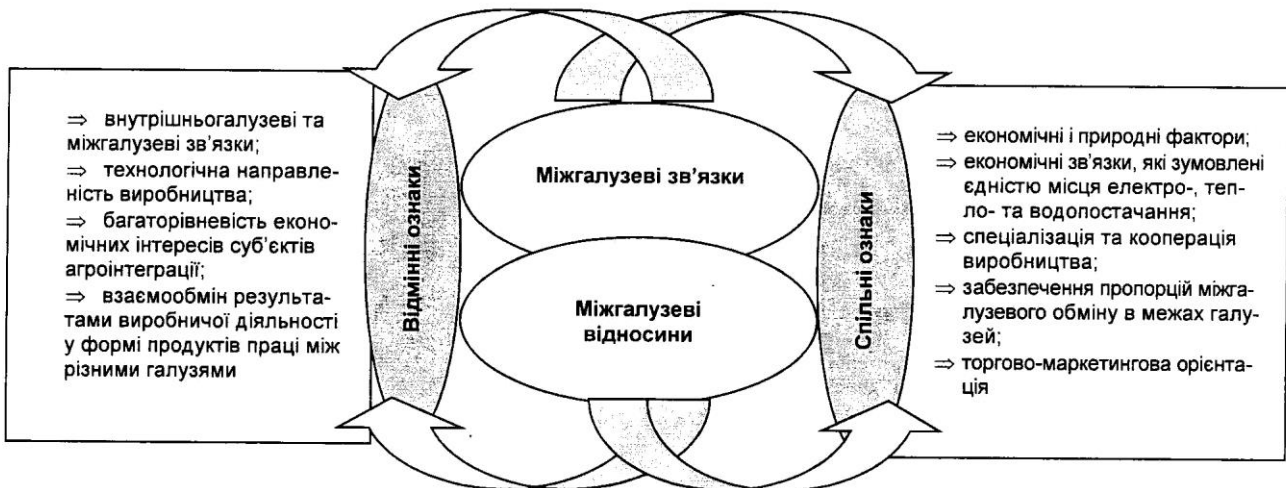 ⇒ внутрішньогалузеві та
міжгалузеві зв'язки;
⇒ технологічна направле-
ність виробництва;
⇒ багаторівневість еконо-
мічних інтересів суб'єктів
агроінтеграції;
⇒ взаємообмін результа-
тами виробничої діяльності
у формі продуктів праці між
різними галузями
Відмінні ознаки
Міжгалузеві зв'язки
Міжгалузеві
відносини
Спільні ознаки
⇒ економічні і природні фактори;
⇒ економічні зв'язки, які зумовлені
єдністю місця електро-, теп-
ло- та водопостачання;
⇒ спеціалізація та кооперація
виробництва;
⇒ забезпечення пропорцій міжга-
лузевого обміну в межах галу-
зей;
⇒ торгово-маркетингова орієнта-
ція